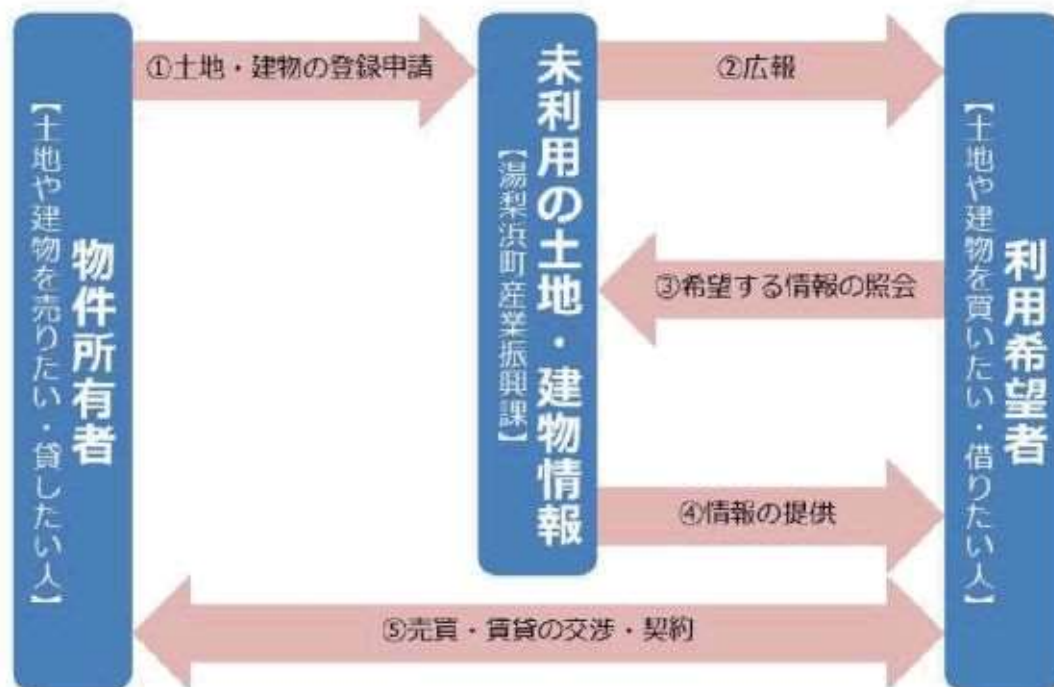 物件所有者
【土地や建物を売りたい・貸したい人】
①土地・建物の登録申請
未利用の土地・建物情報
【湯梨浜町産業振興課】
②広報
③希望する情報の照会
④情報の提供
⑤売買・賃貸の交渉・契約
利用希望者
【土地や建物を買いたい・借りたい人】